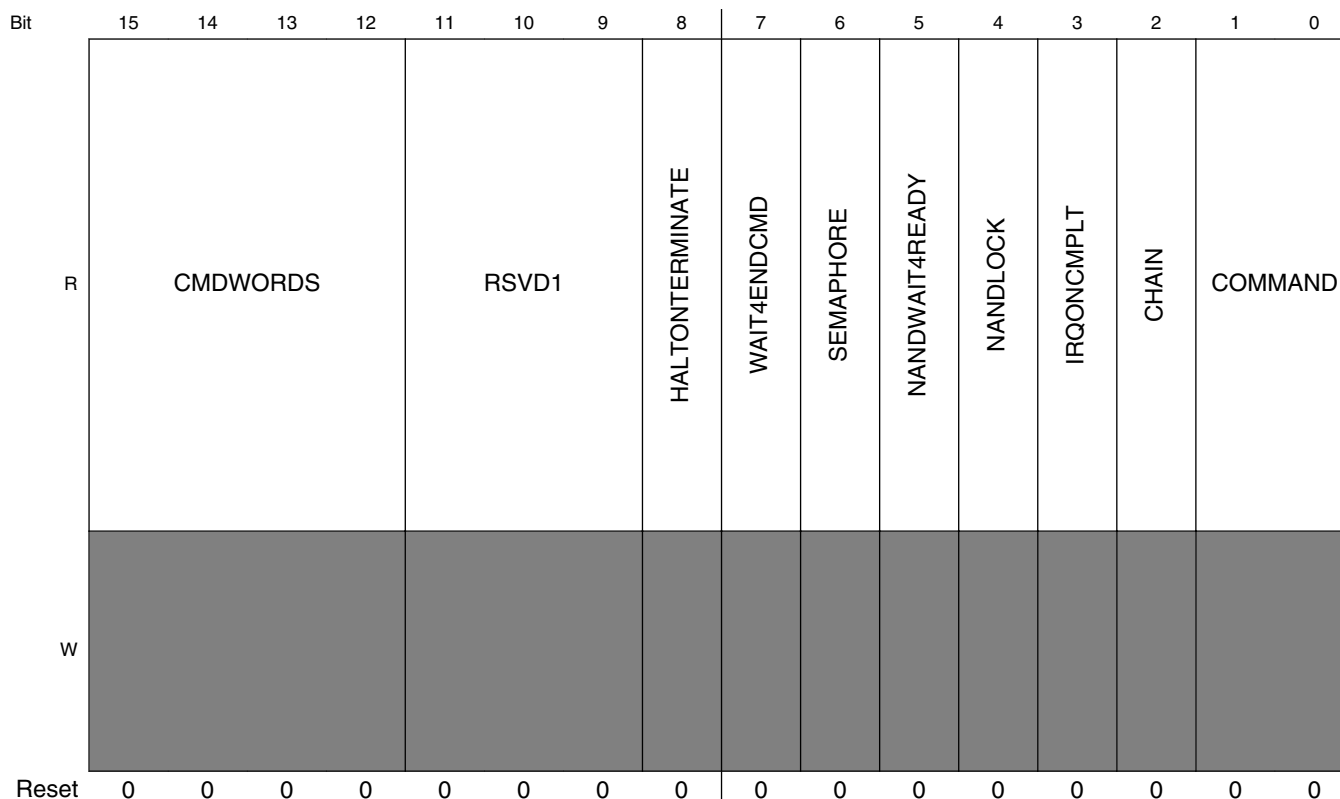 Bit 15 14 13 12 11 10 9 8 7 6 5 4 3 2 1 0
R CMDWORDS RSVD1 HALTONTERMINATE WAIT4ENDCMD SEMAPHORE NANDWAIT4READY NANDLOCK IRQONCMPLT CHAIN COMMAND
W
Reset 0 0 0 0 0 0 0 0 0 0 0 0 0 0 0 0